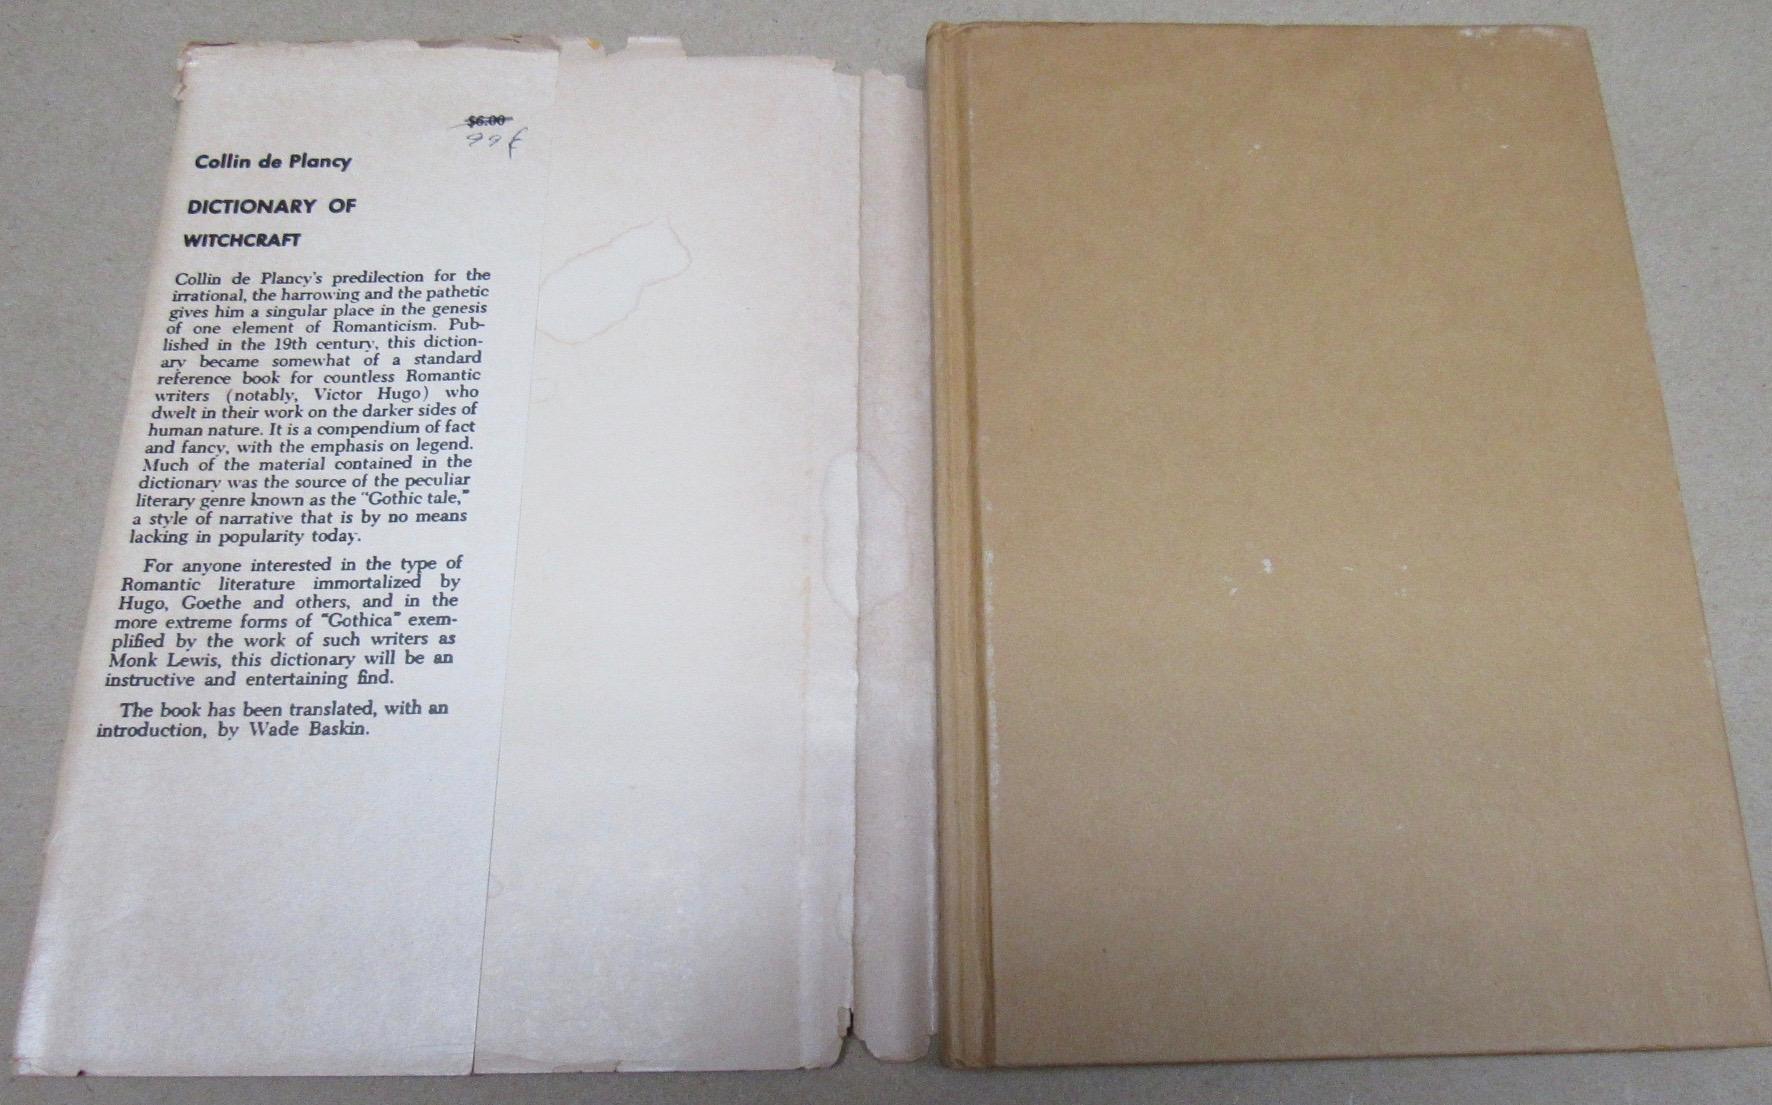 $6.00
99¢
Collin de Plancy
DICTIONARY OF
WITCHCRAFT
Collin de Plancy's predilection for the
irrational, the harrowing and the pathetic
gives him a singular place in the genesis
of one element of Romanticism. Pub-
lished in the 19th century, this diction-
ary became somewhat of a standard
reference book for countless Romantic
writers (notably, Victor Hugo) who
dwelt in their work on the darker sides of
human nature. It is a compendium of fact
and fancy, with the emphasis on legend.
Much of the material contained in the
dictionary was the source of the peculiar
literary genre known as the "Gothic tale,"
a style of narrative that is by no means
lacking in popularity today.
For anyone interested in the type of
Romantic literature immortalized by
Hugo, Goethe and others, and in the
more extreme forms of "Gothica" exem-
plified by the work of such writers as
Monk Lewis, this dictionary will be an
instructive and entertaining find.
The book has been translated, with an
introduction, by Wade Baskin.